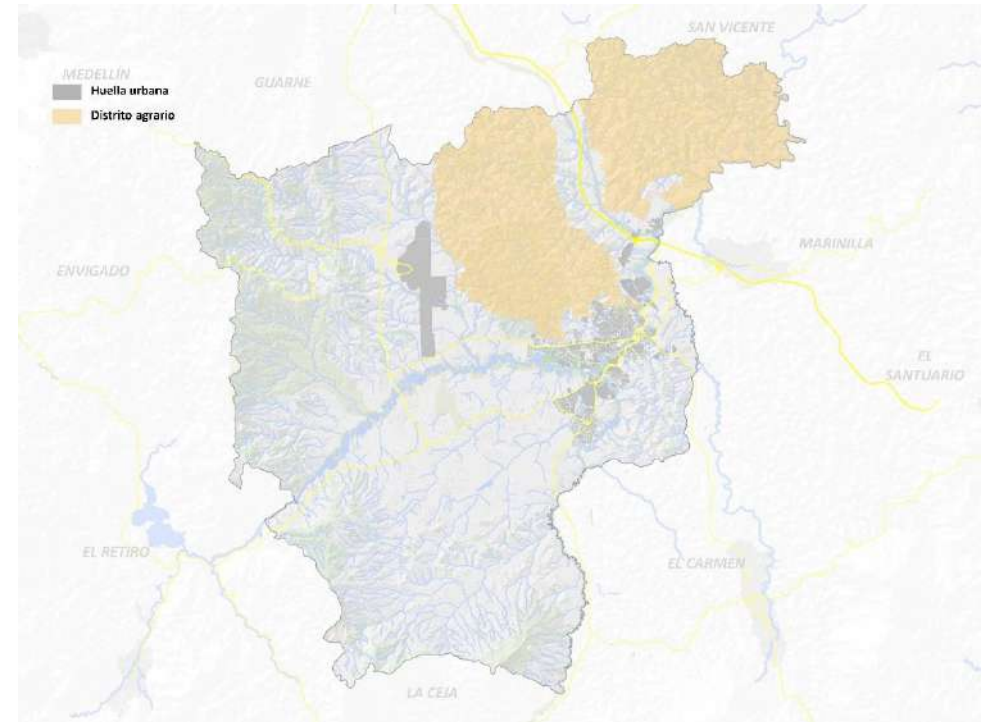 SAN VICENTE
MEDELLÍN
GUARNE
Huella urbana
Distrito agrario
MARINILLA
ENVIGADO
EL
SANTUARIO
EL RETIRO
EL CARMEN
LA CEJA